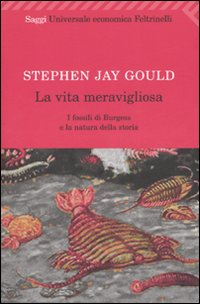 Saggi Universale economica Feltrinelli
STEPHEN JAY GOULD
La vita meravigliosa
I fossili di Burgess
e la natura della storia